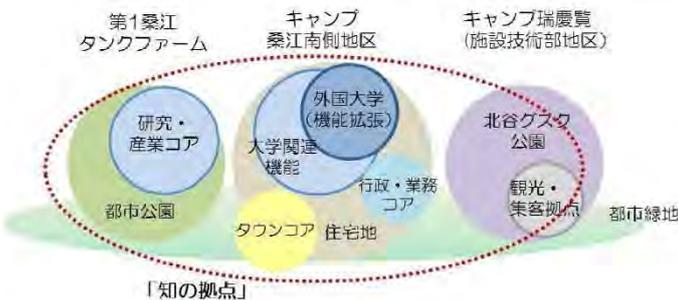 第1桑江
タンクファーム
キャンプ
桑江南側地区
キャンプ瑞慶覧
(施設技術部地区)
研究・
産業コア
都市公園
外国大学
(機能拡張)
大学関連
機能
行政・業務
コア
タウンコア
住宅地
北谷グスク
公園
観光・
集客拠点
都市緑地
「知の拠点」